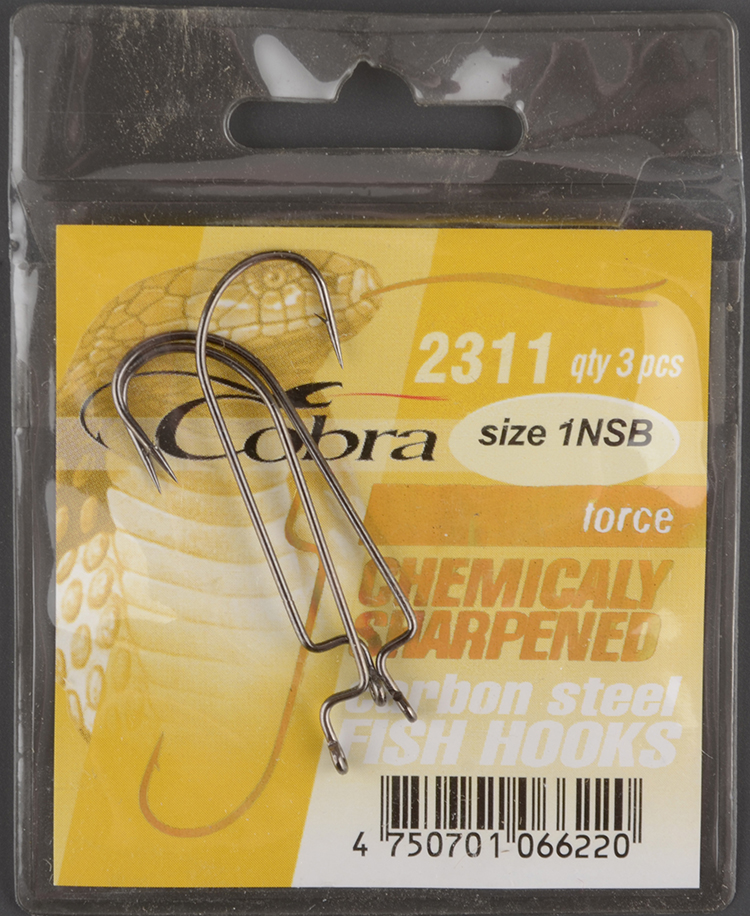 2311 qty 3 pcs
Cobra
size 1NSB
force
CHEMICALY
SHARPENED
carbon steel
FISH HOOKS
4 750701 066220